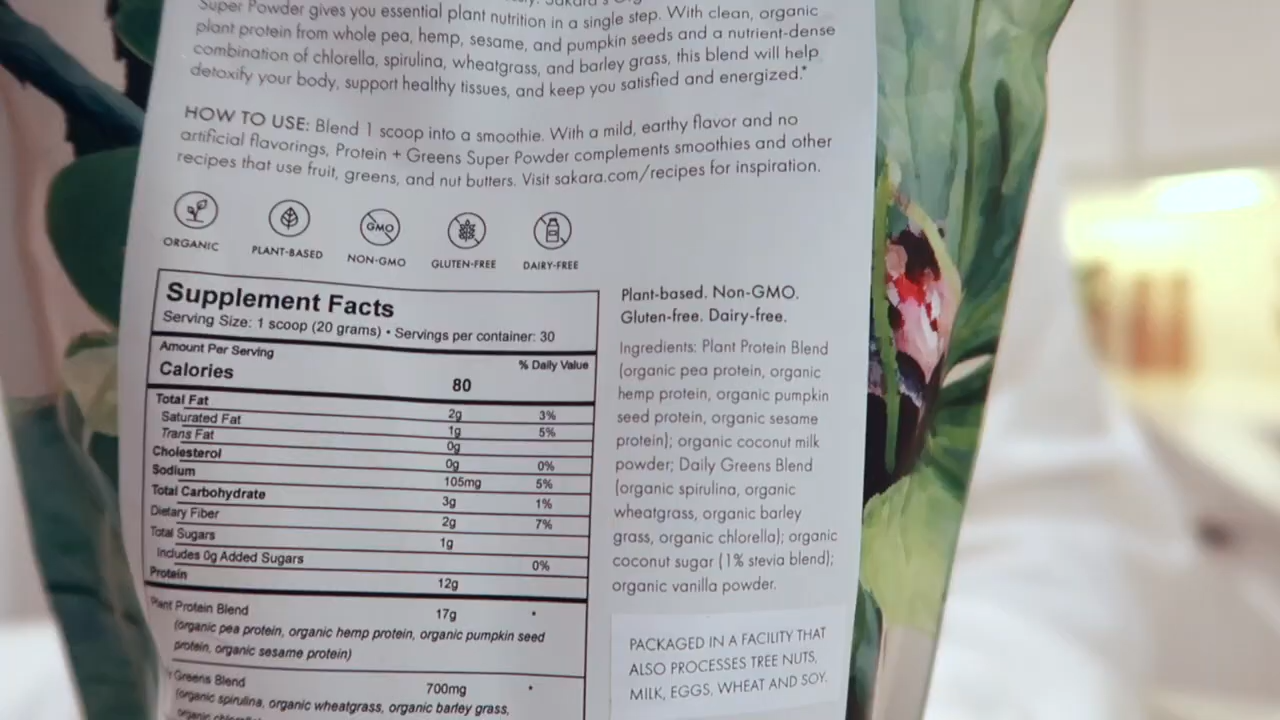 Super Powder gives you essential plant nutrition in a single step. With clean, organic
plant protein from whole pea, hemp, sesame, and pumpkin seeds and a nutrient-dense
combination of chlorella, spirulina, wheatgrass, and barley grass, this blend will help
detoxify your body, support healthy tissues, and keep you satisfied and energized.*
HOW TO USE: Blend 1 scoop into a smoothie. With a mild, earthy flavor and no
artificial flavorings, Protein + Greens Super Powder complements smoothies and other
recipes that use fruit, greens, and nut butters. Visit sakara.com/recipes for inspiration.
ORGANIC
PLANT-BASED
GMO
NON-GMO
GLUTEN-FREE
DAIRY-FREE
Supplement Facts
Serving Size: 1 scoop (20 grams) • Servings per container: 30
Amount Per Serving
% Daily Value
Calories 80
Total Fat 2g 3%
Saturated Fat 1g 5%
Trans Fat 0g
Cholesterol 0g 0%
Sodium 105mg 5%
Total Carbohydrate 3g 1%
Dietary Fiber 2g 7%
Total Sugars 1g
Includes 0g Added Sugars 0%
Protein 12g
Plant Protein Blend 17g •
(organic pea protein, organic hemp protein, organic pumpkin seed
protein, organic sesame protein)
Greens Blend 700mg •
(organic spirulina, organic wheatgrass, organic barley grass,
Plant-based. Non-GMO.
Gluten-free. Dairy-free.
Ingredients: Plant Protein Blend
(organic pea protein, organic
hemp protein, organic pumpkin
seed protein, organic sesame
protein); organic coconut milk
powder; Daily Greens Blend
(organic spirulina, organic
wheatgrass, organic barley
grass, organic chlorella); organic
coconut sugar (1% stevia blend);
organic vanilla powder.
PACKAGED IN A FACILITY THAT
ALSO PROCESSES TREE NUTS,
MILK, EGGS, WHEAT AND SOY.